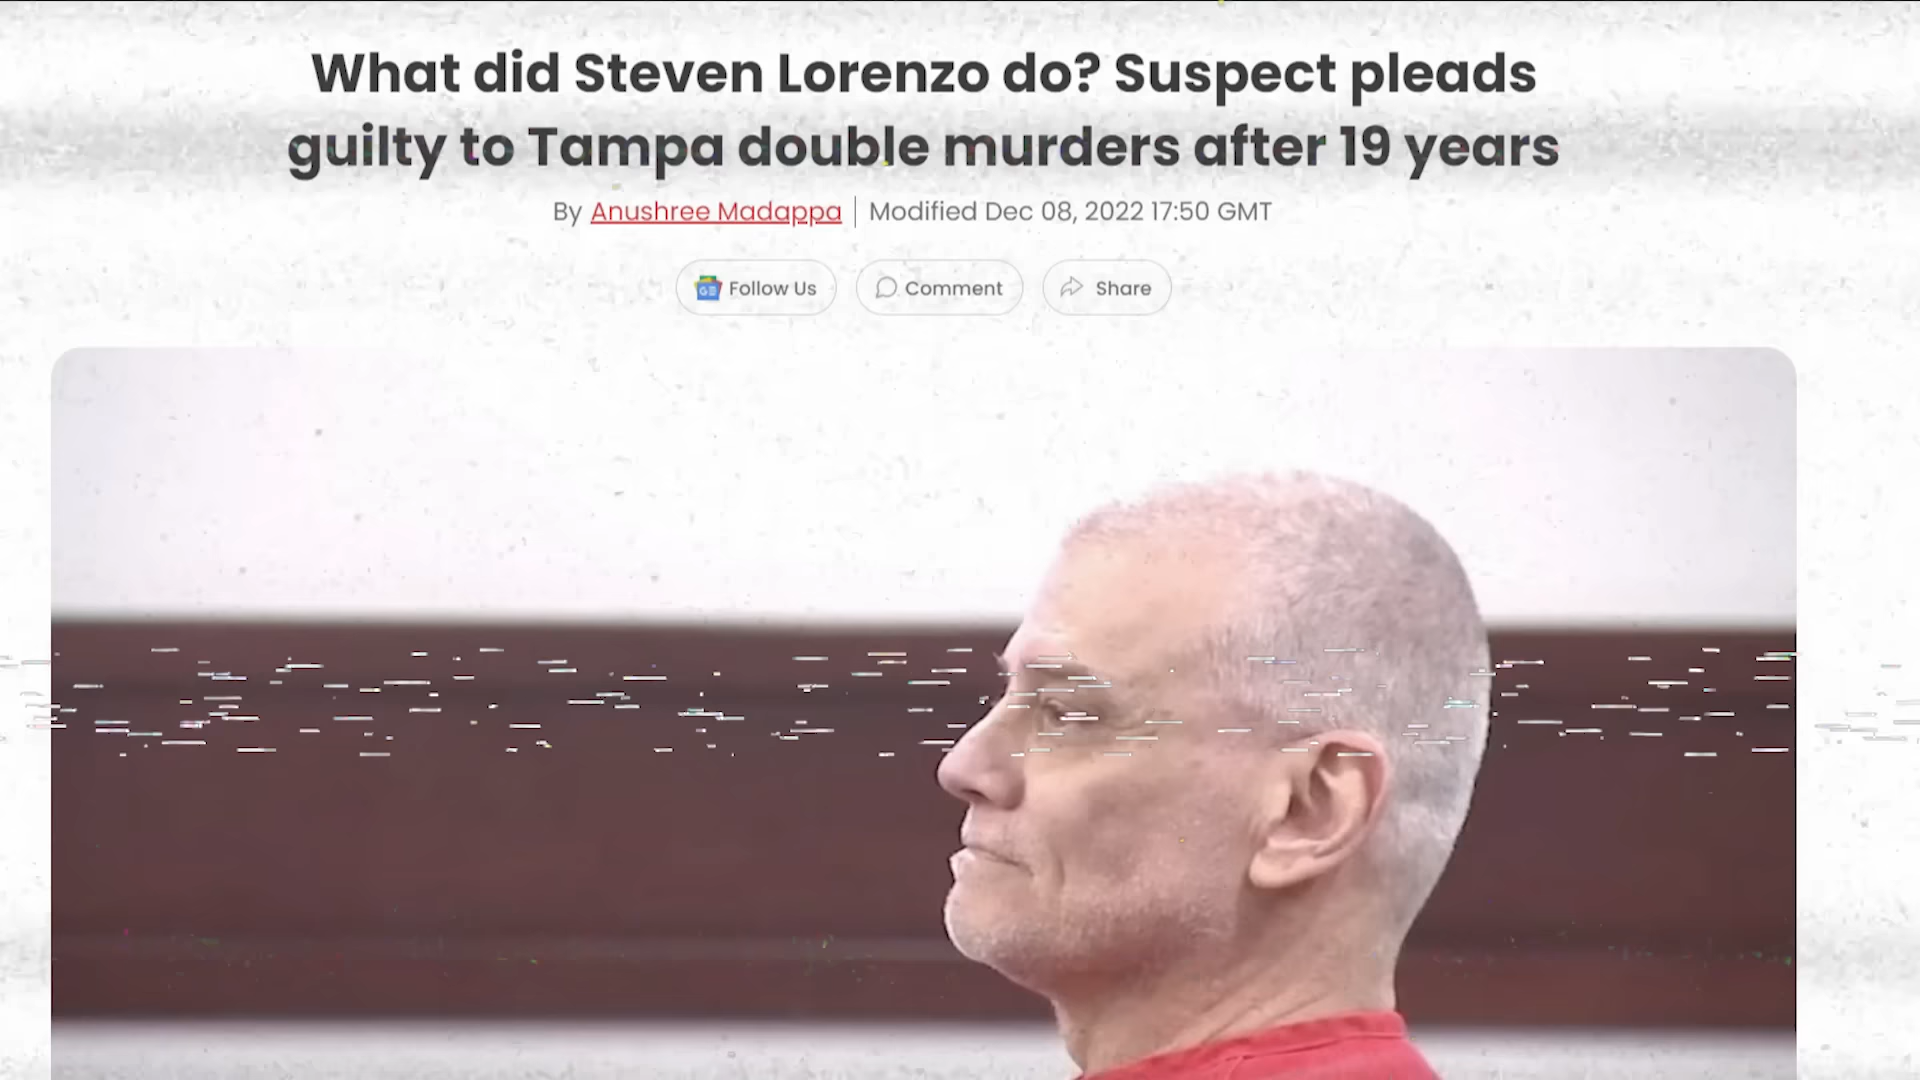 What did Steven Lorenzo do? Suspect pleads
guilty to Tampa double murders after 19 years
By Anushree Madappa | Modified Dec 08, 2022 17:50 GMT
Follow Us
Comment
Share